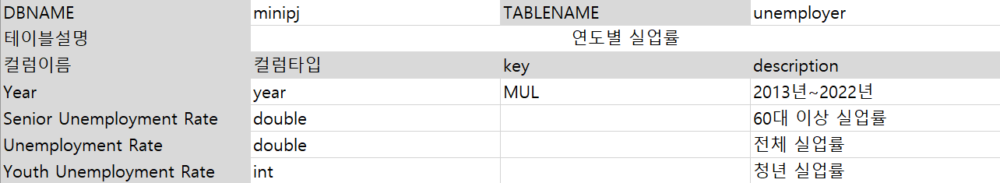 DBNAME minipj TABLENAME unemployer
테이블설명 연도별 실업률
컬럼이름 컬럼타입 key description
Year year MUL 2013년~2022년
Senior Unemployment Rate double 60대 이상 실업률
Unemployment Rate double 전체 실업률
Youth Unemployment Rate int 청년 실업률